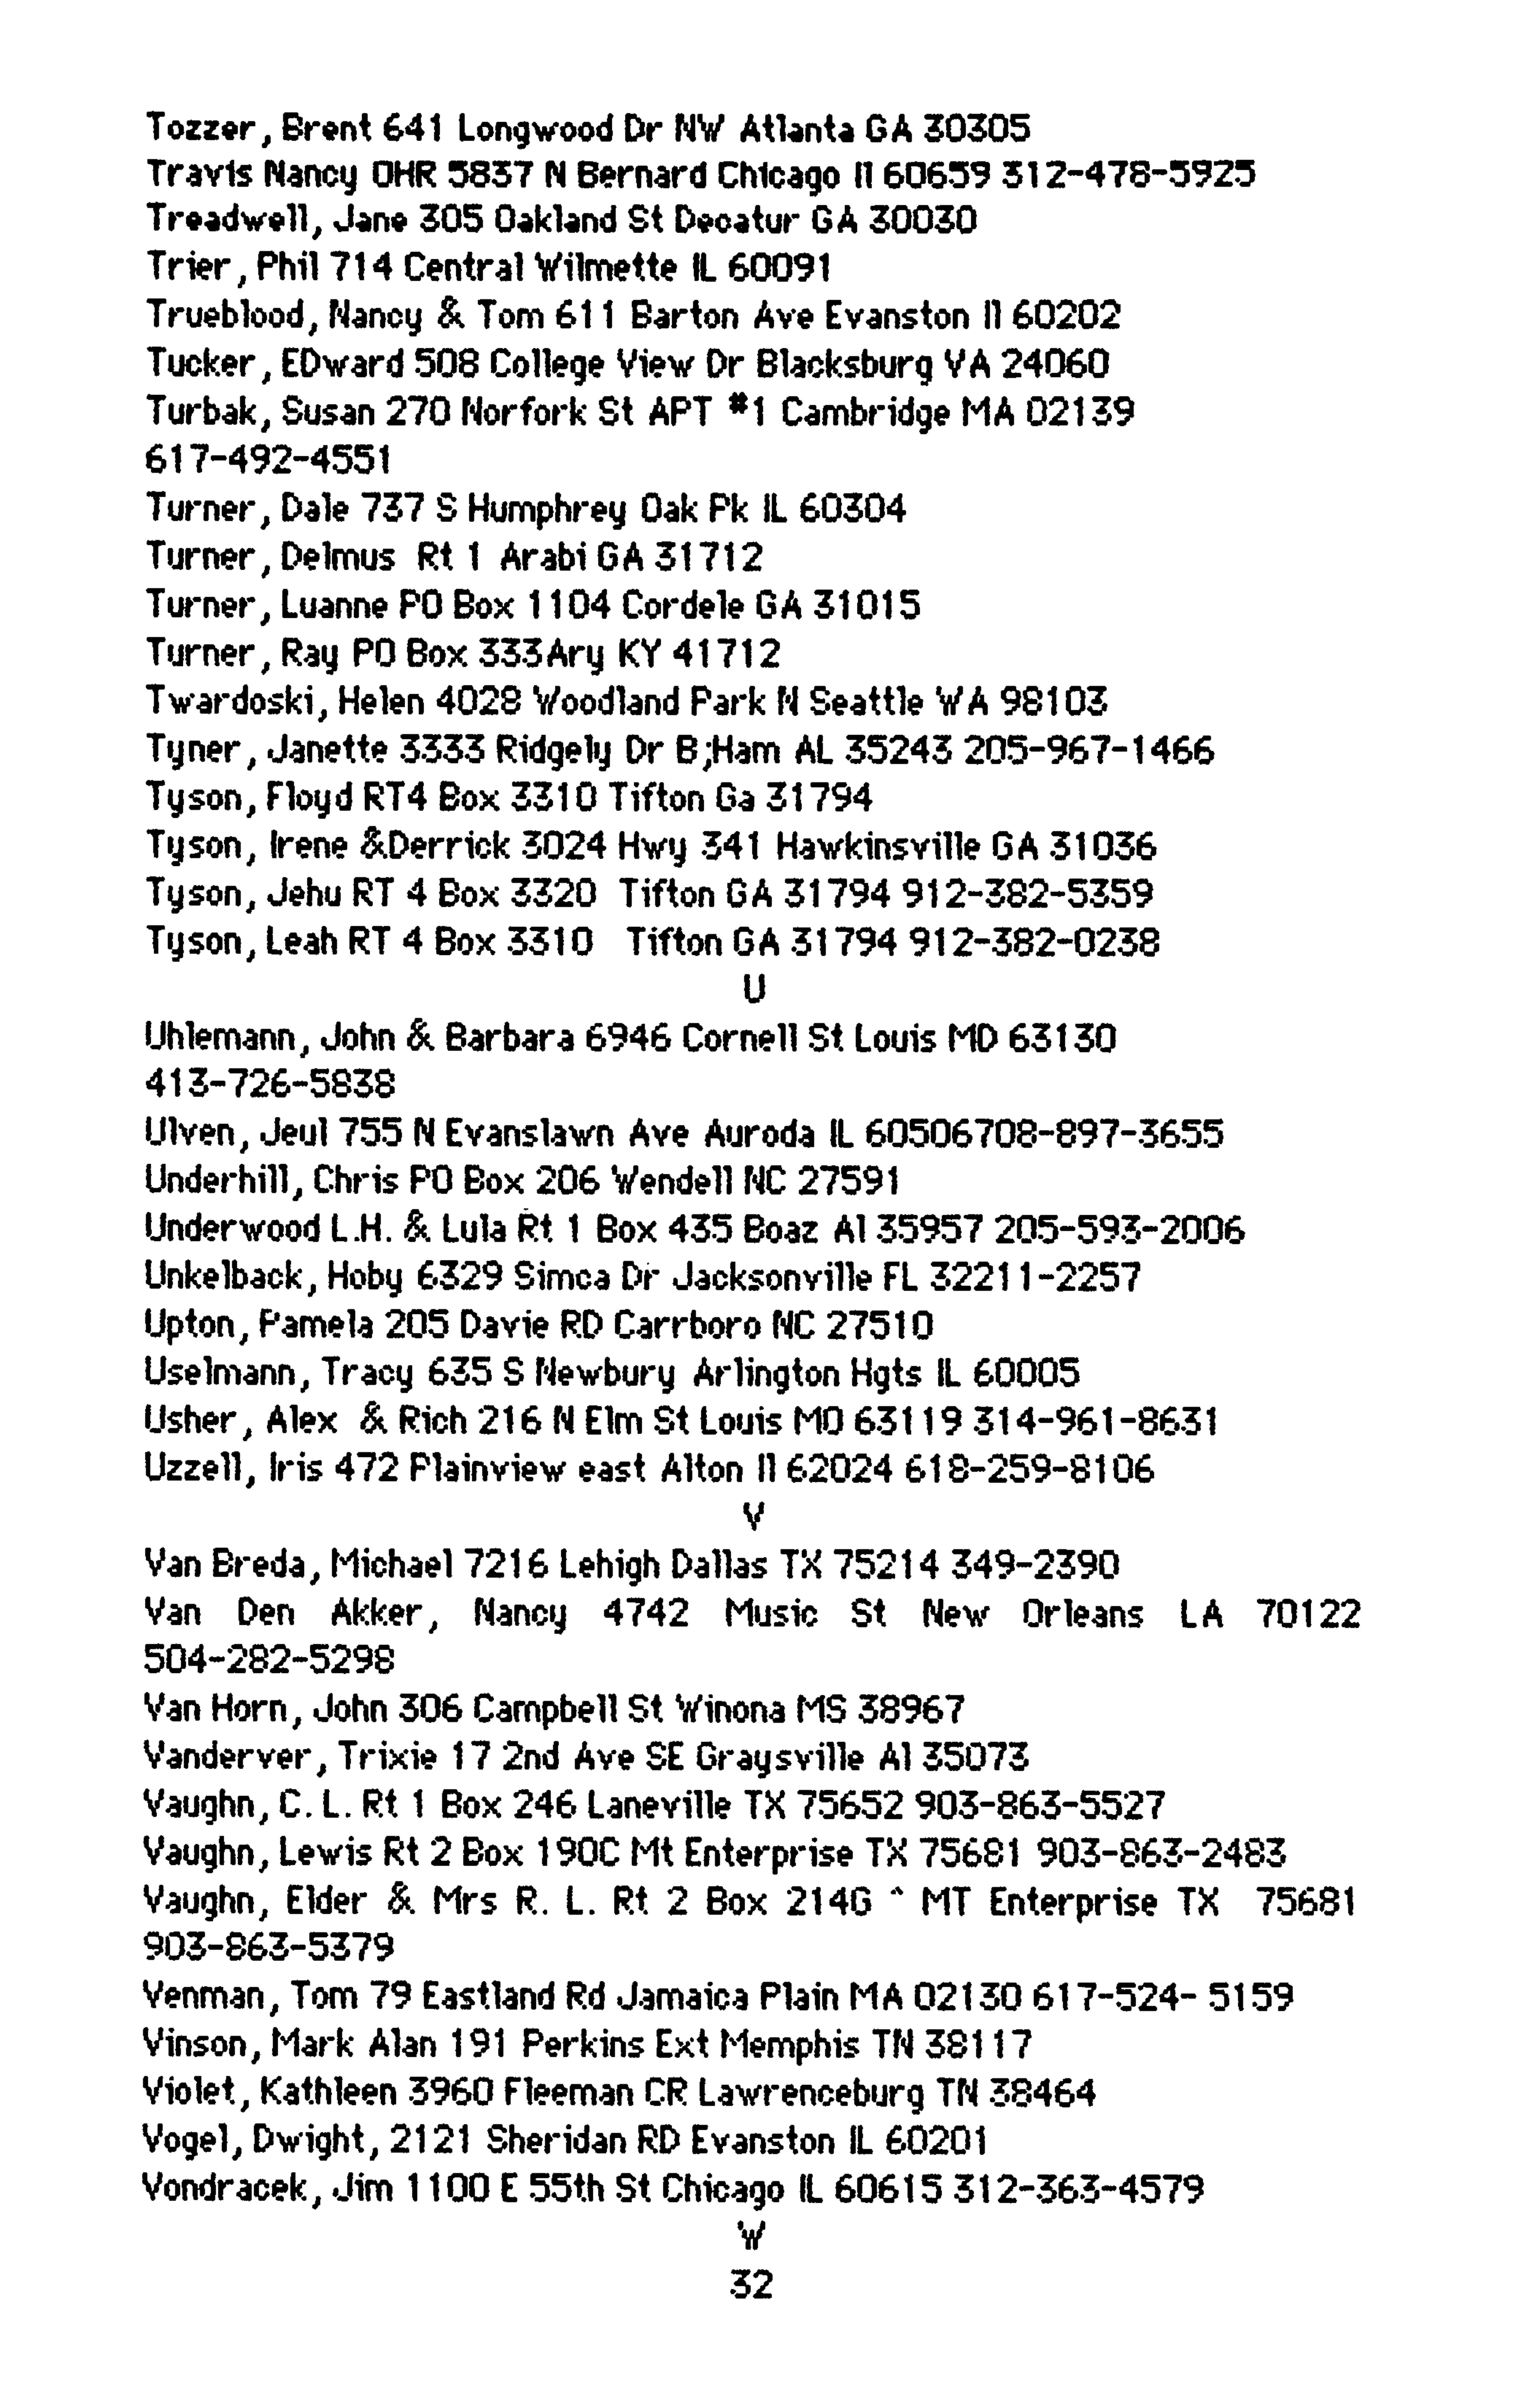 Tozzer, Brent 641 Longwood Dr NW Atlanta GA 30305
Travis Nancy OHR 5837 N Bernard Chicago Il 60659 312-478-5925
Treadwell, Jane 305 Oakland St Decatur GA 30030
Trier, Phil 714 Central Wilmette IL 60091
Trueblood, Nancy & Tom 611 Barton Ave Evanston Il 60202
Tucker, EDward 508 College View Dr Blacksburg VA 24060
Turbak, Susan 270 Norfork St APT #1 Cambridge MA 02139
617-492-4551
Turner, Dale 737 S Humphrey Oak Pk IL 60304
Turner, Delmus Rt 1 Arabi GA 31712
Turner, Luanne PO Box 1104 Cordele GA 31015
Turner, Ray PO Box 333Ary KY 41712
Twardoski, Helen 4028 Woodland Park N Seattle WA 98103
Tyner, Janette 3333 Ridgely Dr B;Ham AL 35243 205-967-1466
Tyson, Floyd RT4 Box 3310 Tifton Ga 31794
Tyson, Irene &Derrick 3024 Hwy 341 Hawkinsville GA 31036
Tyson, Jehu RT 4 Box 3320 Tifton GA 31794 912-382-5359
Tyson, Leah RT 4 Box 3310 Tifton GA 31794 912-382-0238
U
Uhlemann, John & Barbara 6946 Cornell St Louis MO 63130
413-726-5838
Ulven, Jeul 755 N Evanslawn Ave Auroda IL 60506708-897-3655
Underhill, Chris PO Box 206 Wendell NC 27591
Underwood L.H. & Lula Rt 1 Box 435 Boaz Al 35957 205-593-2006
Unkelback, Hoby 6329 Simca Dr Jacksonville FL 32211-2257
Upton, Pamela 205 Davie RD Carrboro NC 27510
Uselmann, Tracy 635 S Newbury Arlington Hgts IL 60005
Usher, Alex & Rich 216 N Elm St Louis MO 63119 314-961-8631
Uzzell, Iris 472 Plainview east Alton Il 62024 618-259-8106
V
Van Breda, Michael 7216 Lehigh Dallas TX 75214 349-2390
Van Den Akker, Nancy 4742 Music St New Orleans LA 70122
504-282-5298
Van Horn, John 306 Campbell St Winona MS 38967
Vanderver, Trixie 17 2nd Ave SE Graysville Al 35073
Vaughn, C. L. Rt 1 Box 246 Laneville TX 75652 903-863-5527
Vaughn, Lewis Rt 2 Box 190C Mt Enterprise TX 75681 903-863-2483
Vaughn, Elder & Mrs R. L. Rt 2 Box 214G ^ MT Enterprise TX 75681
903-863-5379
Venman, Tom 79 Eastland Rd Jamaica Plain MA 02130 617-524- 5159
Vinson, Mark Alan 191 Perkins Ext Memphis TN 38117
Violet, Kathleen 3960 Fleeman CR Lawrenceburg TN 38464
Vogel, Dwight, 2121 Sheridan RD Evanston IL 60201
Vondracek, Jim 1100 E 55th St Chicago IL 60615 312-363-4579
W
32